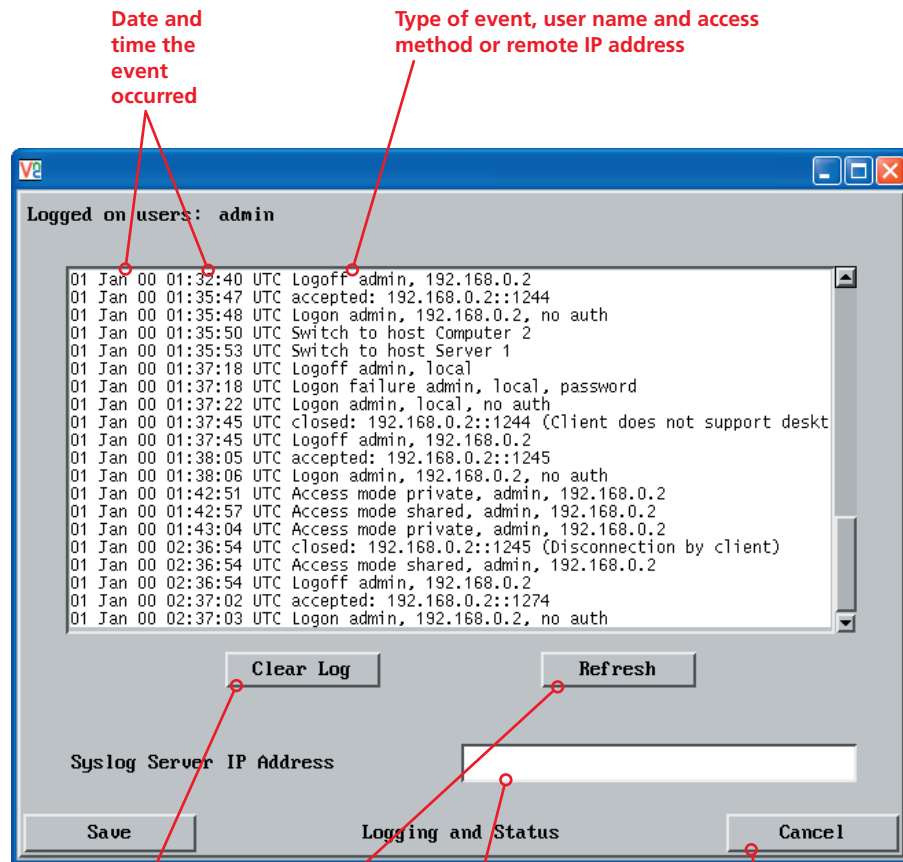 Date and
time the
event
occurred
Type of event, user name and access
method or remote IP address
Logged on users: admin
01 Jan 00 01:32:40 UTC Logoff admin, 192.168.0.2
01 Jan 00 01:35:47 UTC accepted: 192.168.0.2::1244
01 Jan 00 01:35:48 UTC Logon admin, 192.168.0.2, no auth
01 Jan 00 01:35:50 UTC Switch to host Computer 2
01 Jan 00 01:35:53 UTC Switch to host Server 1
01 Jan 00 01:37:18 UTC Logoff admin, local
01 Jan 00 01:37:18 UTC Logon failure admin, local, password
01 Jan 00 01:37:22 UTC Logon admin, local, no auth
01 Jan 00 01:37:45 UTC closed: 192.168.0.2::1244 (Client does not support deskt
01 Jan 00 01:37:45 UTC Logoff admin, 192.168.0.2
01 Jan 00 01:38:05 UTC accepted: 192.168.0.2::1245
01 Jan 00 01:38:06 UTC Logon admin, 192.168.0.2, no auth
01 Jan 00 01:42:51 UTC Access mode private, admin, 192.168.0.2
01 Jan 00 01:42:57 UTC Access mode shared, admin, 192.168.0.2
01 Jan 00 01:43:04 UTC Access mode private, admin, 192.168.0.2
01 Jan 00 02:36:54 UTC closed: 192.168.0.2::1245 (Disconnection by client)
01 Jan 00 02:36:54 UTC Access mode shared, admin, 192.168.0.2
01 Jan 00 02:36:54 UTC Logoff admin, 192.168.0.2
01 Jan 00 02:37:02 UTC accepted: 192.168.0.2::1274
01 Jan 00 02:37:03 UTC Logon admin, 192.168.0.2, no auth
Clear Log
Refresh
Syslog Server IP Address
Save
Logging and Status
Cancel